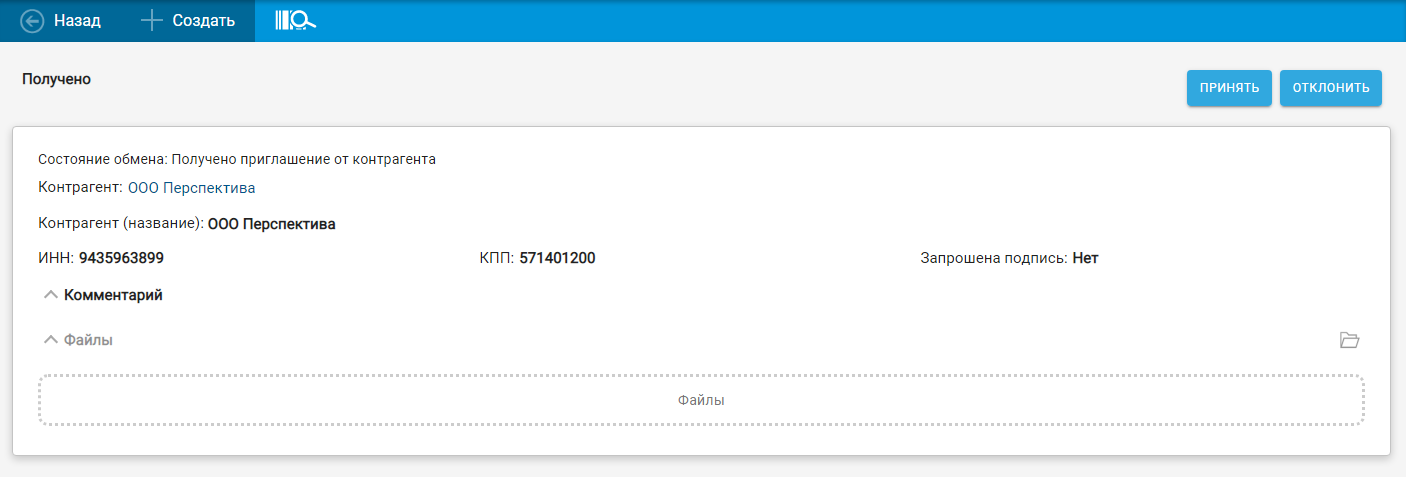 Назад Создать
Получено
ПРИНЯТЬ ОТКЛОНИТЬ
Состояние обмена: Получено приглашение от контрагента
Контрагент: ООО Перспектива
Контрагент (название): ООО Перспектива
ИНН: 9435963899 КПП: 571401200 Запрошена подпись: Нет
Комментарий
Файлы
Файлы